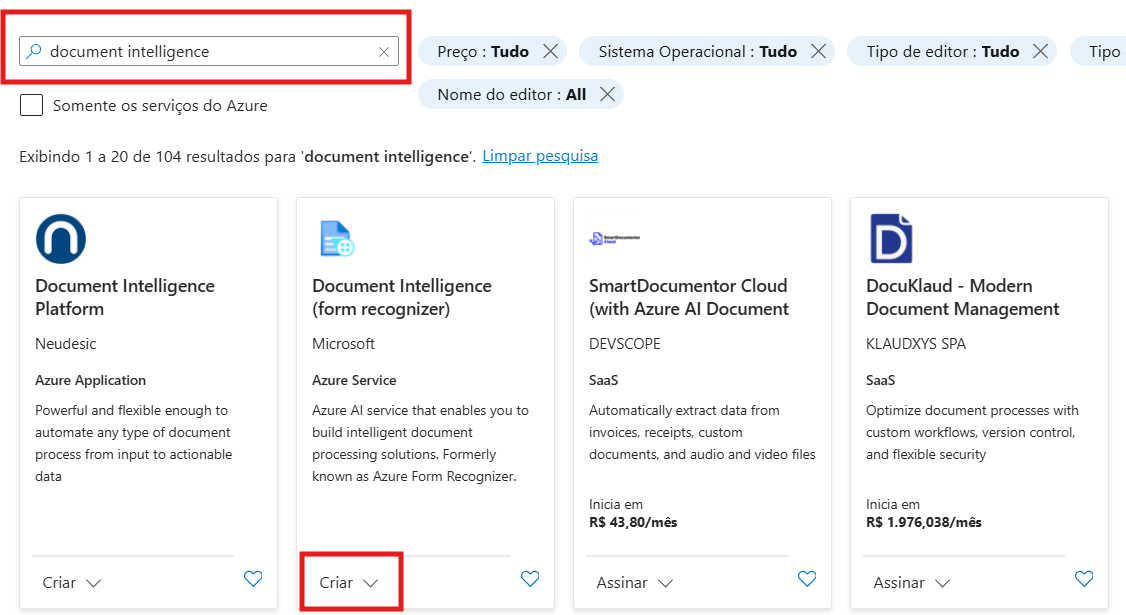 document intelligence
Preço : Tudo
Sistema Operacional : Tudo
Tipo de editor : Tudo
Tipo
Nome do editor : All
Somente os serviços do Azure
Exibindo 1 a 20 de 104 resultados para 'document intelligence'. Limpar pesquisa
Document Intelligence
Platform
Neudesic
Azure Application
Powerful and flexible enough to
automate any type of document
process from input to actionable
data
Criar
Document Intelligence
(form recognizer)
Microsoft
Azure Service
Azure AI service that enables you to
build intelligent document
processing solutions. Formerly
known as Azure Form Recognizer.
Criar
SmartDocumentor
Cloud
SmartDocumentor Cloud
(with Azure AI Document
DEVSCOPE
SaaS
Automatically extract data from
invoices, receipts, custom
documents, and audio and video files
Inicia em
R$ 43,80/mês
Assinar
D
DocuKlaud - Modern
Document Management
KLAUDXYS SPA
SaaS
Optimize document processes with
custom workflows, version control,
and flexible security
Inicia em
R$ 1.976,038/mês
Assinar